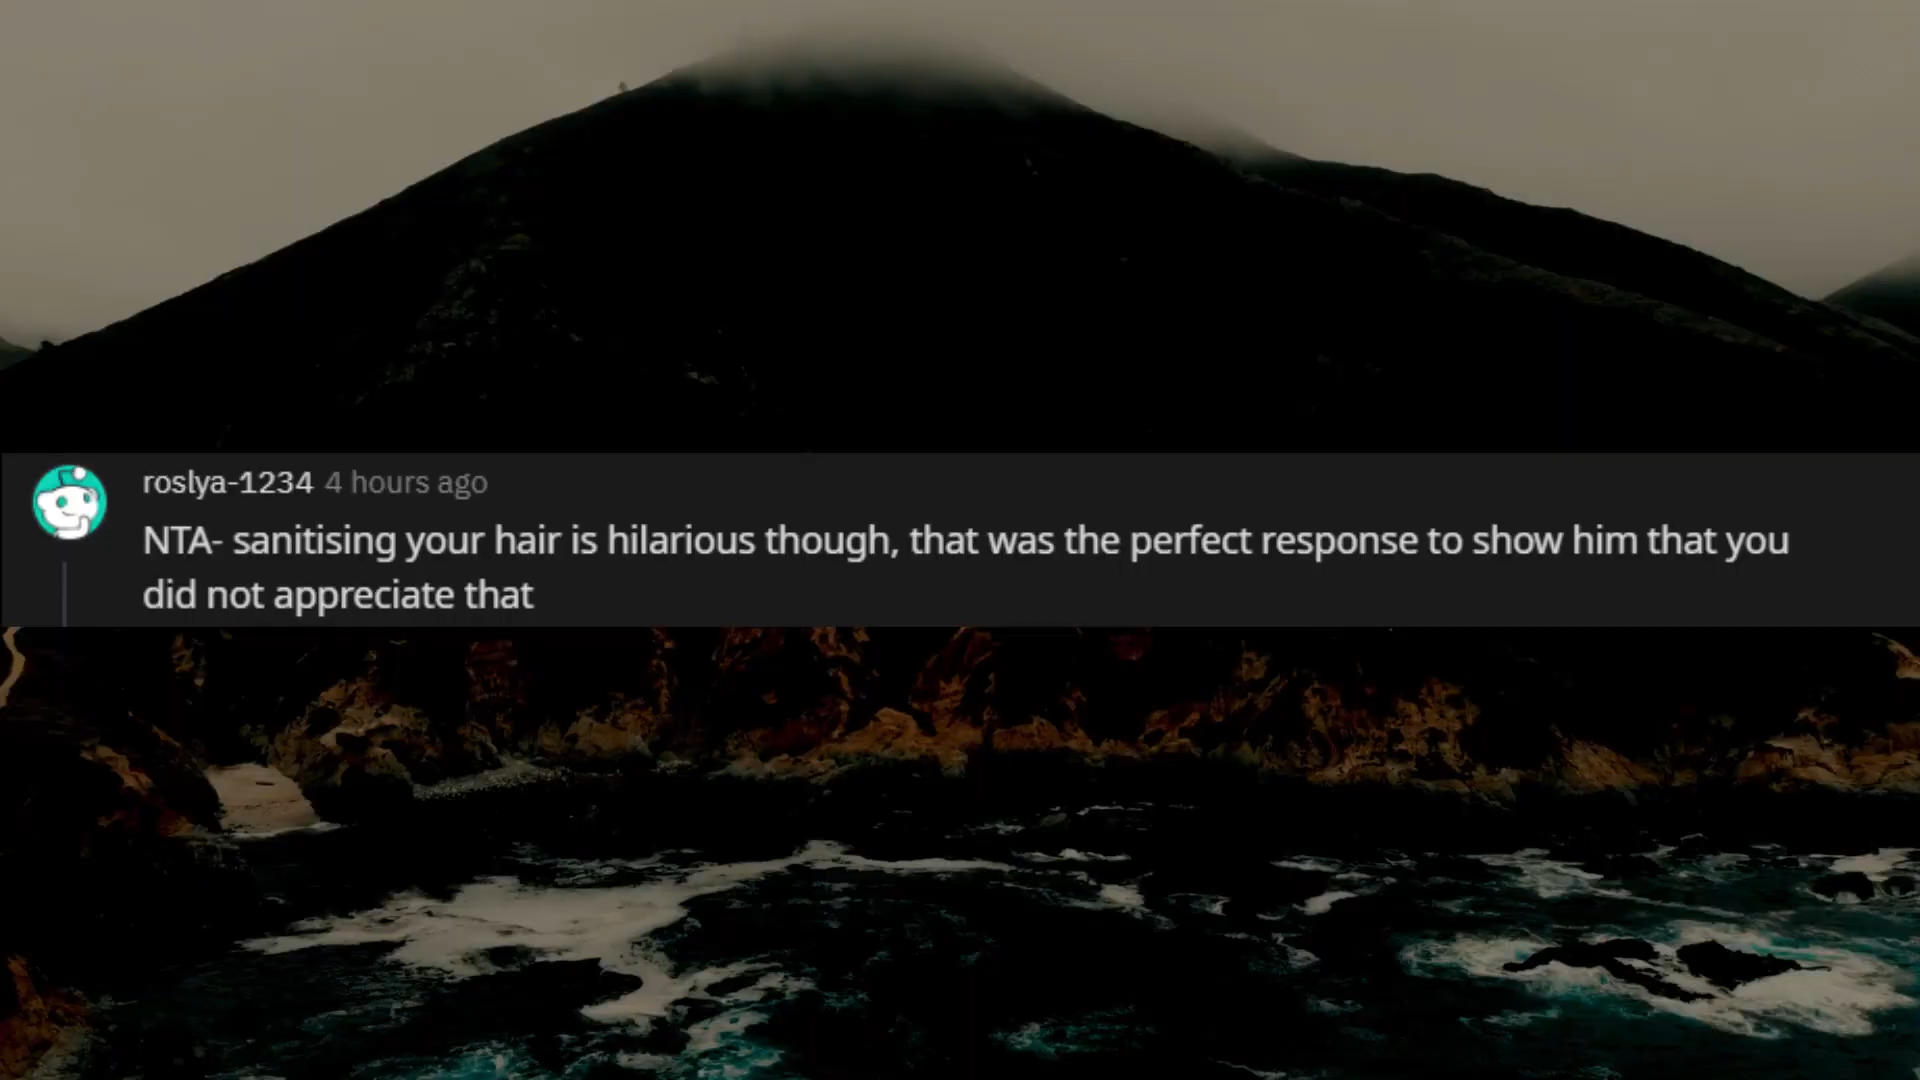 roslya-1234 4 hours ago
NTA- sanitising your hair is hilarious though, that was the perfect response to show him that you
did not appreciate that